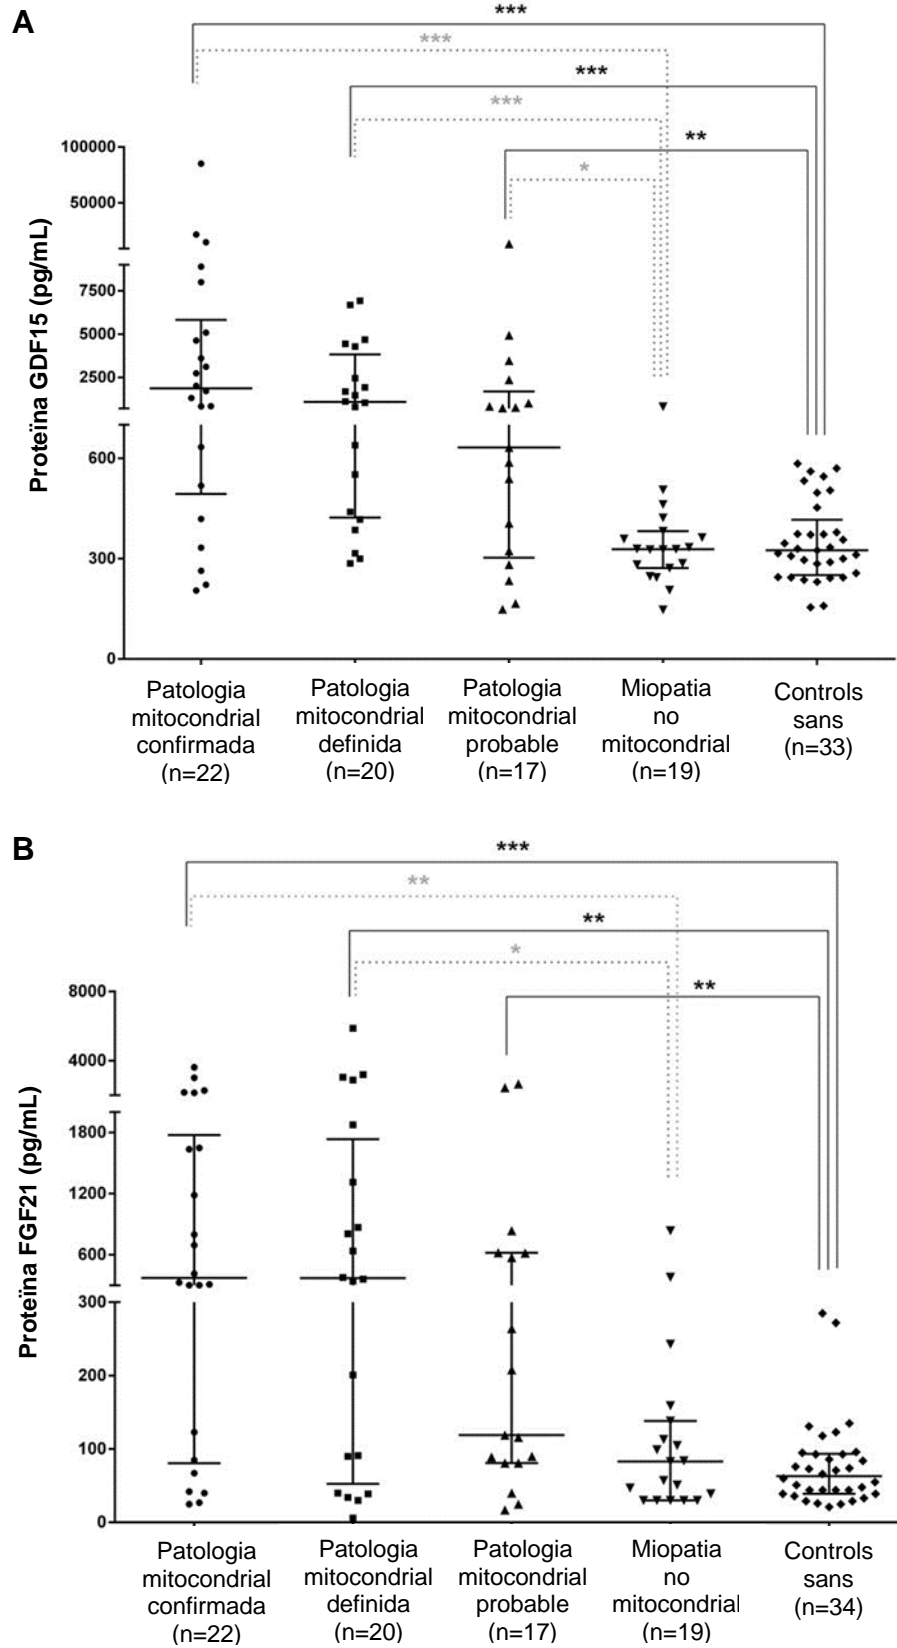 A
***
***
***
***
**
*
Proteïna GDF15 (pg/mL)
100000
50000
7500
5000
2500
600
300
0
Patologia
mitocondrial
confirmada
(n=22)
Patologia
mitocondrial
definida
(n=20)
Patologia
mitocondrial
probable
(n=17)
Miopatia
no
mitocondrial
(n=19)
Controls
sans
(n=33)
B
***
**
**
*
**
Proteïna FGF21 (pg/mL)
8000
4000
1800
1200
600
300
200
100
0
Patologia
mitocondrial
confirmada
(n=22)
Patologia
mitocondrial
definida
(n=20)
Patologia
mitocondrial
probable
(n=17)
Miopatia
no
mitocondrial
(n=19)
Controls
sans
(n=34)